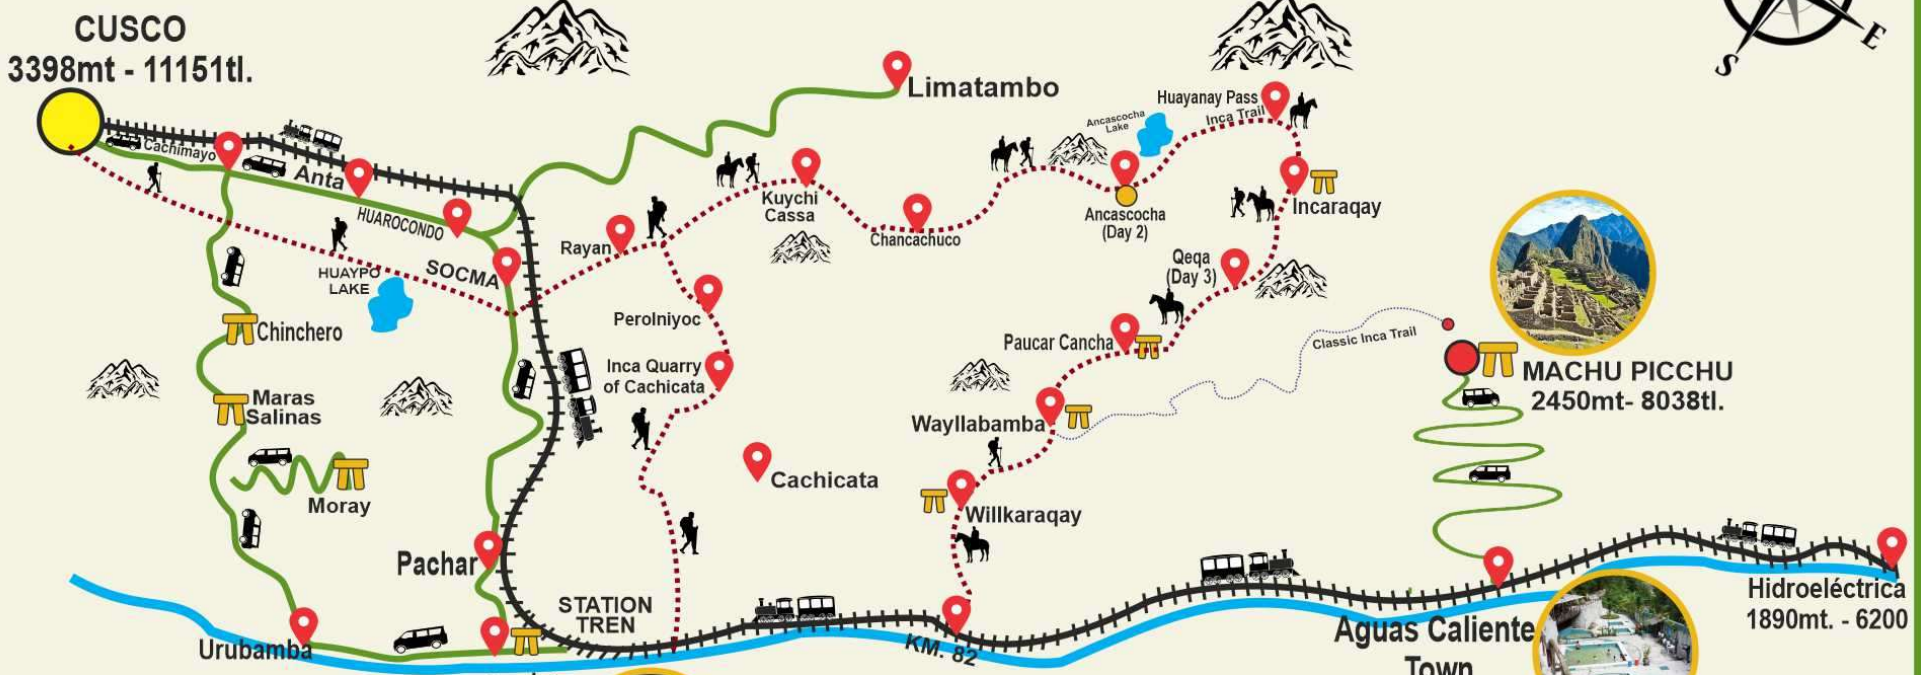 CUSCO
3398mt - 11151tl.
S
E
Limatambo
Cachimayo
Anta
HUAROCONDO
SOCMA
HUAYPO
LAKE
Rayan
Kuychi
Cassa
Chancachuco
Ancascocha
Lake
Ancascocha
(Day 2)
Huayanay Pass
Inca Trail
Incaraqay
Qeqa
(Day 3)
Paucar Cancha
Wayllabamba
Willkaraqay
Classic Inca Trail
MACHU PICCHU
2450mt- 8038tl.
Perolniyoc
Inca Quarry
of Cachicata
Cachicata
Chinchero
Maras
Salinas
Moray
Pachar
Urubamba
STATION
TREN
KM. 82
Aguas Caliente
Town
Hidroeléctrica
1890mt. - 6200